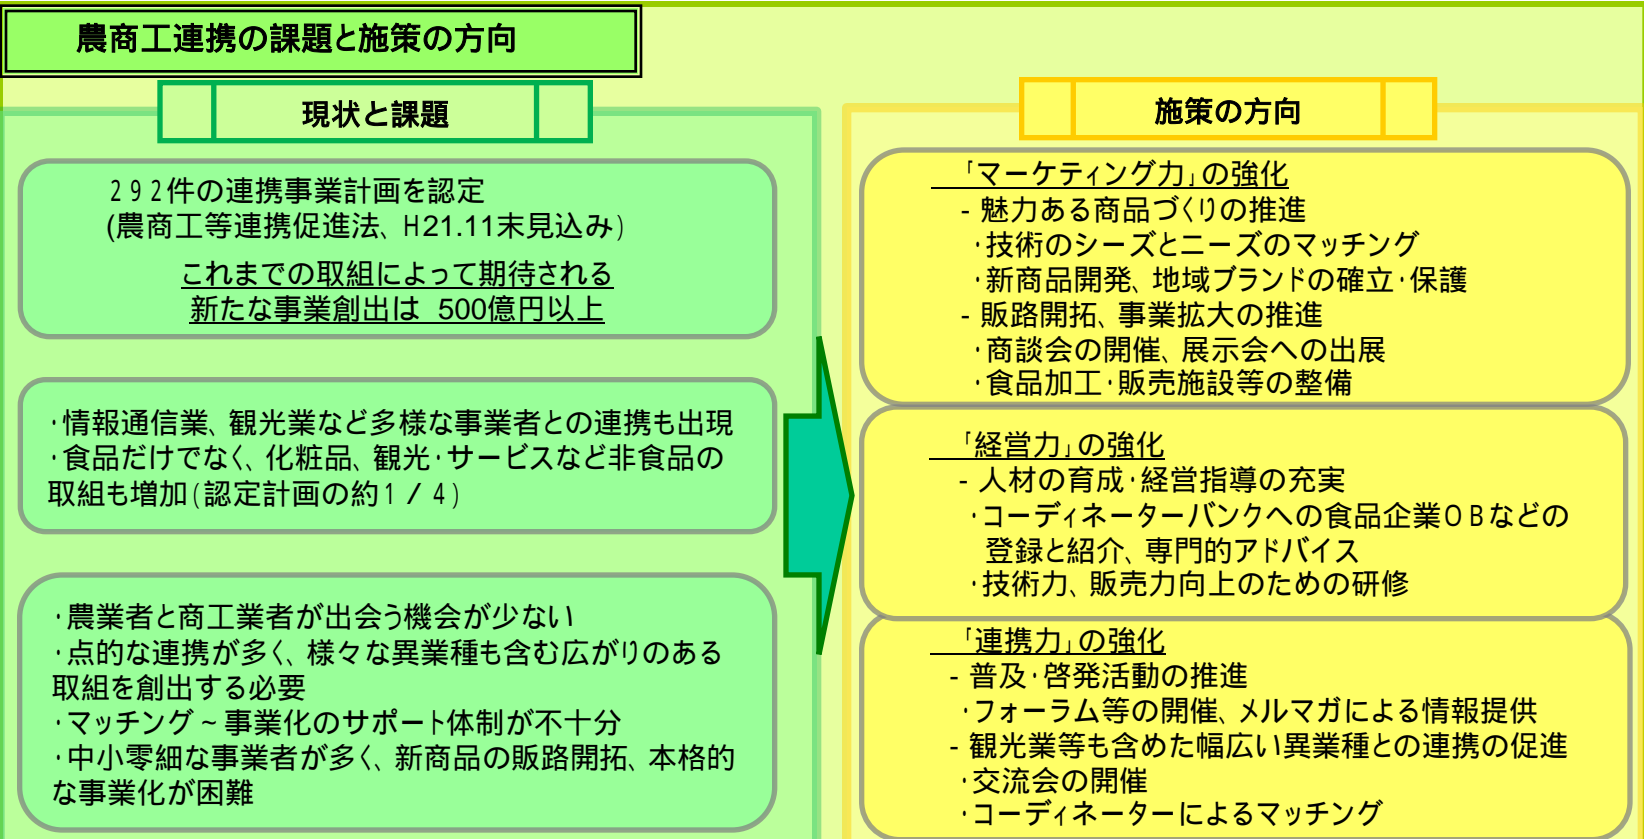 農商工連携の課題と施策の方向
現状と課題
292件の連携事業計画を認定
(農商工等連携促進法、H21.11末見込み)
これまでの取組によって期待される
新たな事業創出は 500億円以上
・情報通信業、観光業など多様な事業者との連携も出現
・食品だけでなく、化粧品、観光・サービスなど非食品の
取組も増加(認定計画の約1/4)
・農業者と商工業者が出会う機会が少ない
・点的な連携が多く、様々な異業種も含む広がりのある
取組を創出する必要
・マッチング~事業化のサポート体制が不十分
・中小零細な事業者が多く、新商品の販路開拓、本格的
な事業化が困難
施策の方向
「マーケティング力」の強化
- 魅力ある商品づくりの推進
・技術のシーズとニーズのマッチング
・新商品開発、地域ブランドの確立・保護
- 販路開拓、事業拡大の推進
・商談会の開催、展示会への出展
・食品加工・販売施設等の整備
「経営力」の強化
- 人材の育成・経営指導の充実
・コーディネーターバンクへの食品企業OBなどの
登録と紹介、専門的アドバイス
・技術力、販売力向上のための研修
「連携力」の強化
- 普及・啓発活動の推進
・フォーラム等の開催、メルマガによる情報提供
- 観光業等も含めた幅広い異業種との連携の促進
・交流会の開催
・コーディネーターによるマッチング